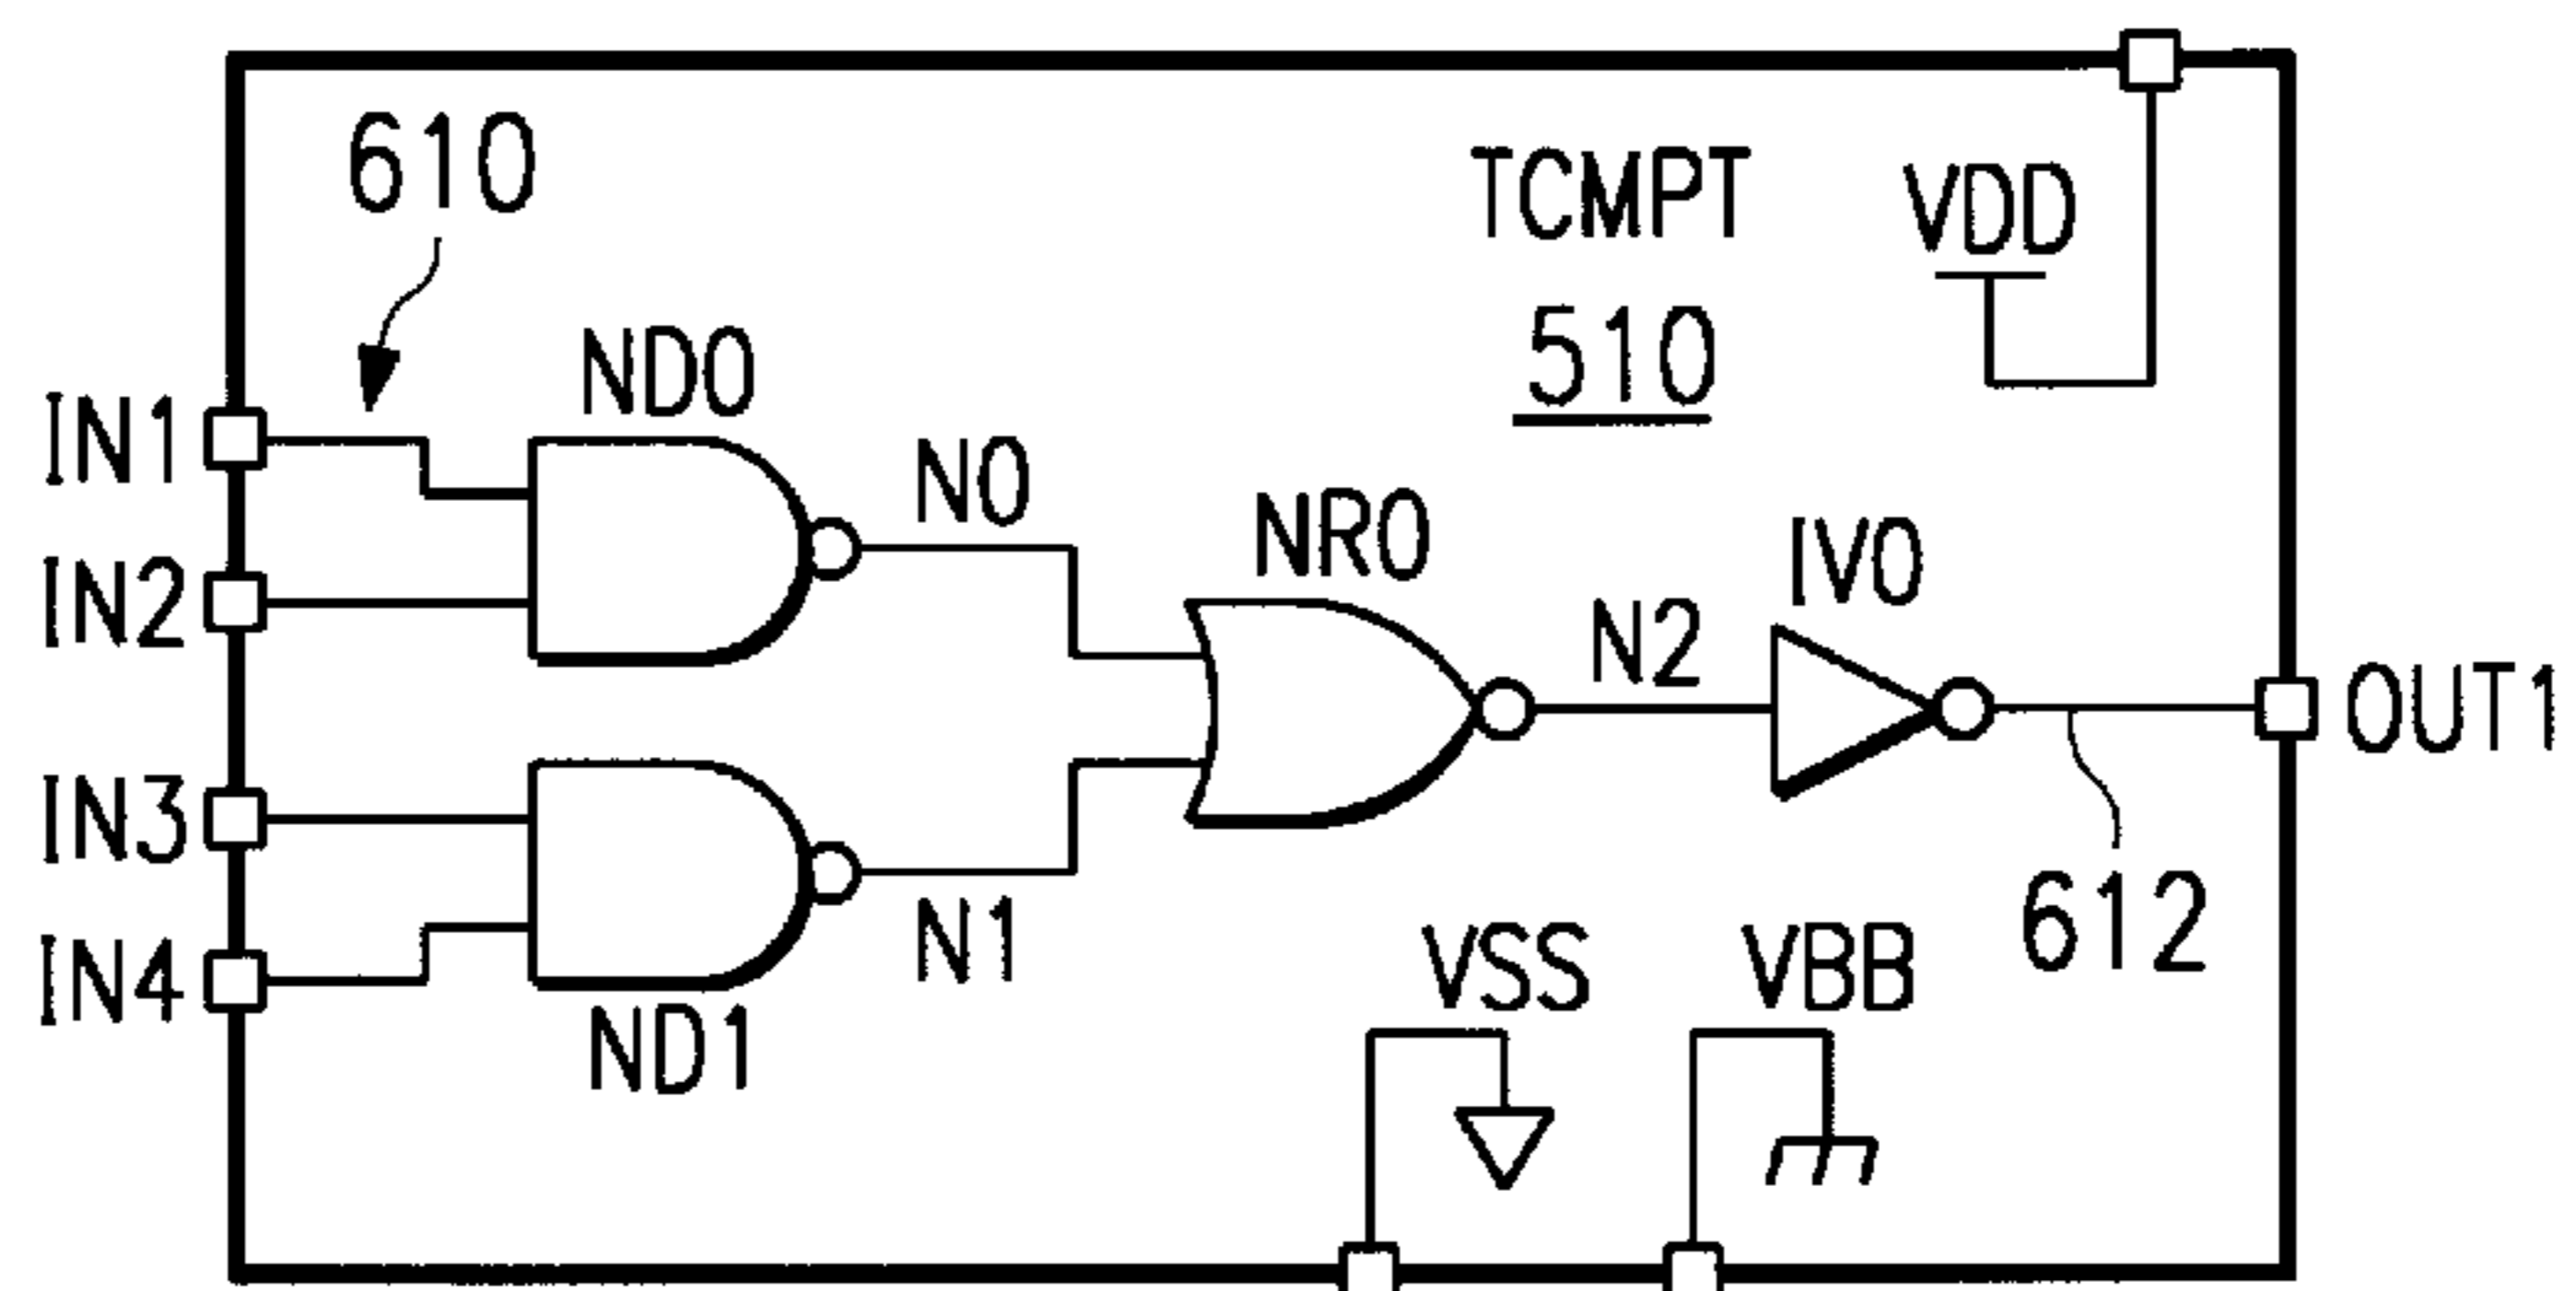 610
TCMPT
VDD
510
ND0
IN1
N0
NR0
IV0
IN2
N2
OUT1
IN3
IN4
N1
VSS
VBB
612
ND1